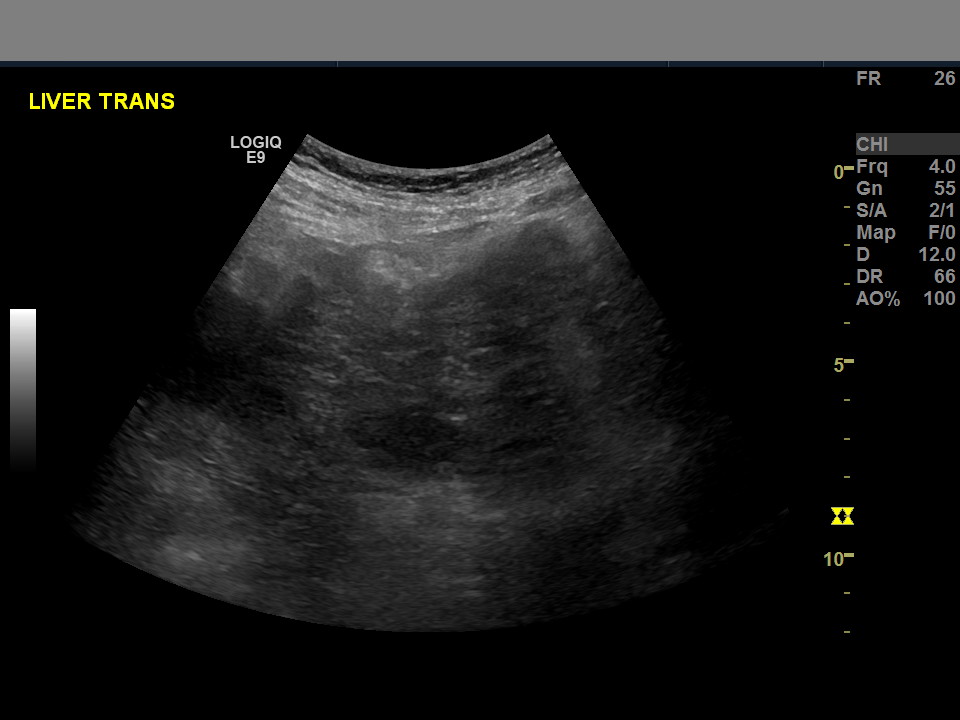 LIVER TRANS
LOGIQ
E9
FR 26
CHI
Frq 4.0
Gn 55
S/A 2/1
Map F/0
D 12.0
DR 66
AO% 100
0
5
10